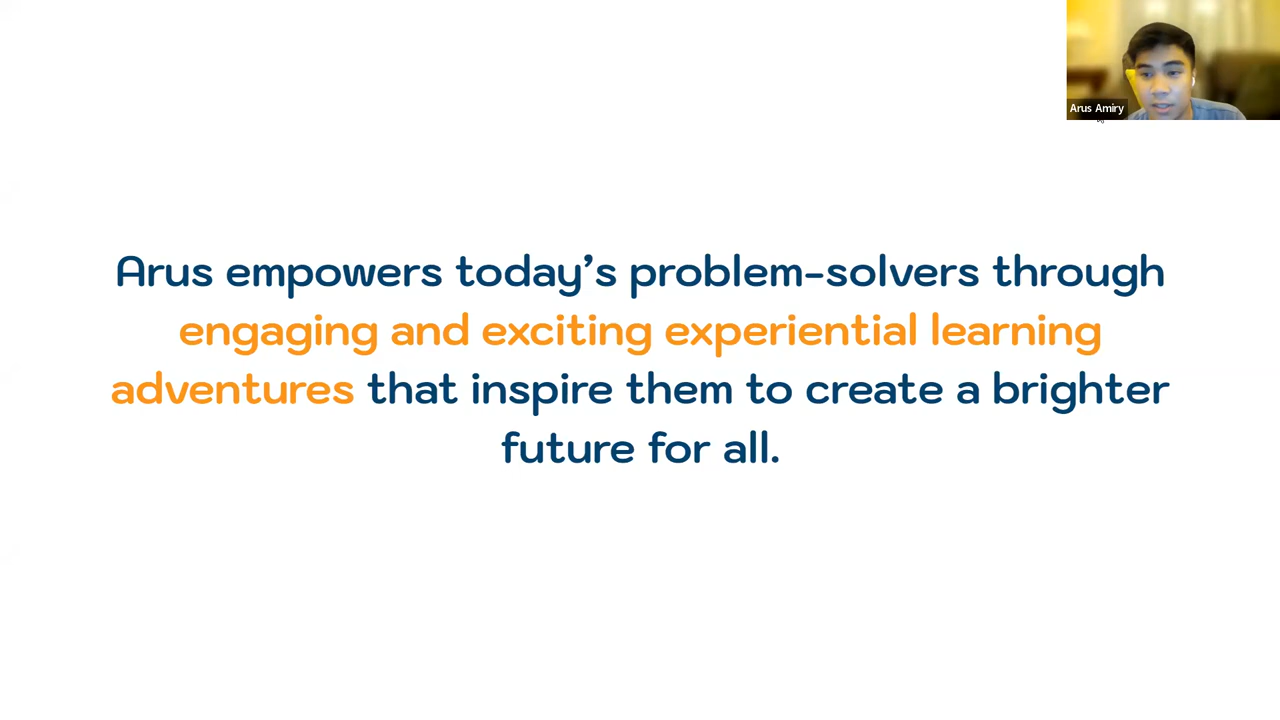 Arus Amiry
Arus empowers today’s problem-solvers through
engaging and exciting experiential learning
adventures that inspire them to create a brighter
future for all.